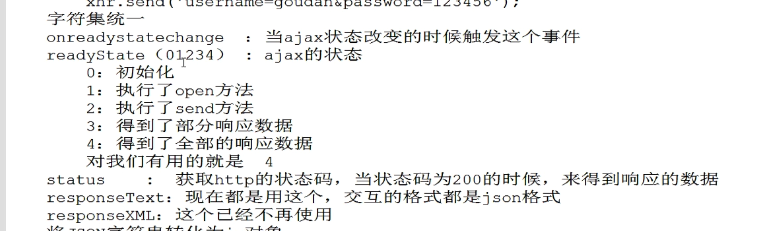 xhr.send('username=goudan&password=123456');
字符集统一
onreadystatechange ：当ajax状态改变的时候触发这个事件
readyState（01234）：ajax的状态
0：初始化
1：执行了open方法
2：执行了send方法
3：得到了部分响应数据
4：得到了全部的响应数据
对我们有用的就是 4
status ： 获取http的状态码，当状态码为200的时候，来得到响应的数据
responseText：现在都是用这个，交互的格式都是json格式
responseXML：这个已经不再使用